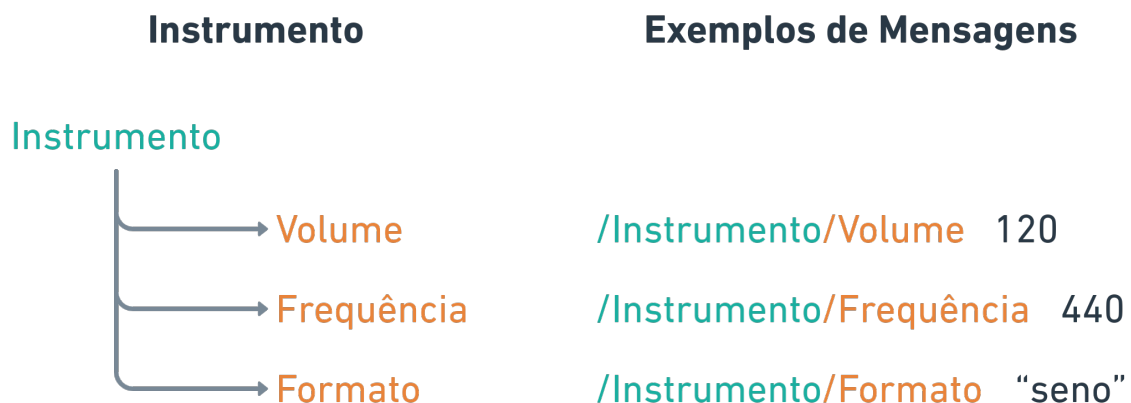 Instrumento
Exemplos de Mensagens
Instrumento
Volume
/Instrumento/Volume 120
Frequência
/Instrumento/Frequência 440
Formato
/Instrumento/Formato “seno”